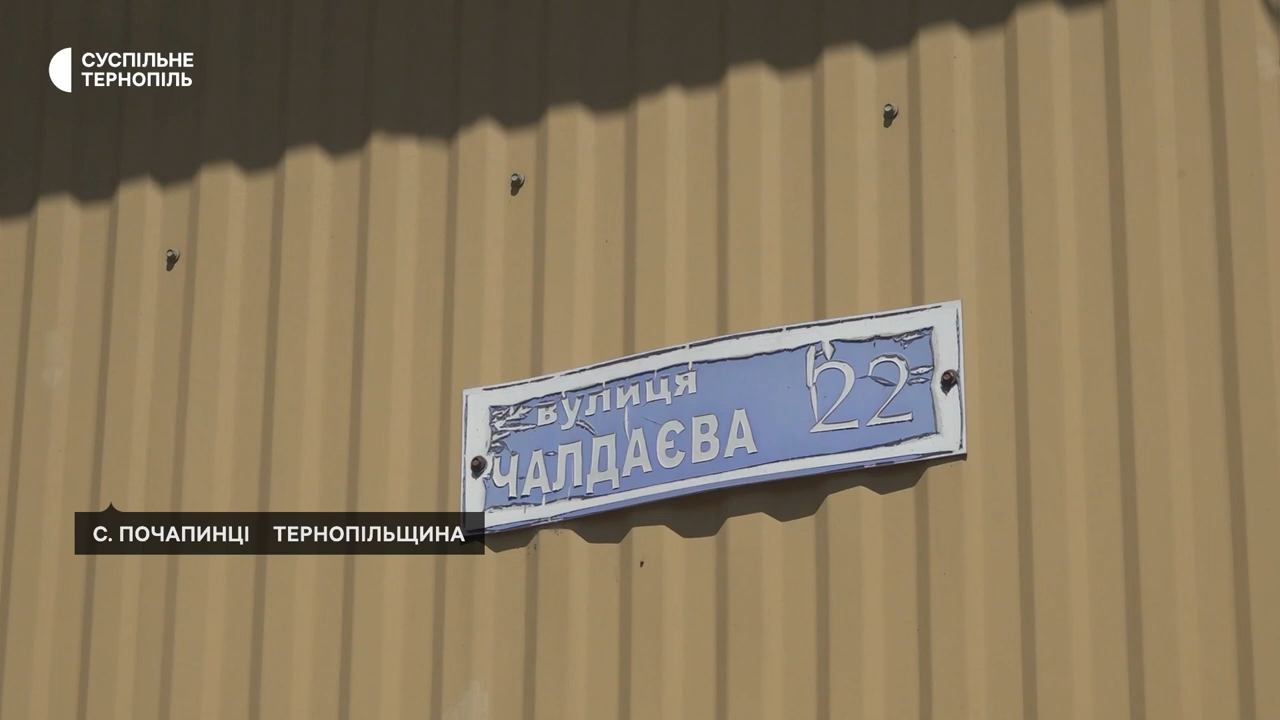 СУСПІЛЬНЕ
ТЕРНОПІЛЬ
вулиця
ЧАЛДАЄВА
22
С. ПОЧАПИНЦІ ТЕРНОПІЛЬЩИНА